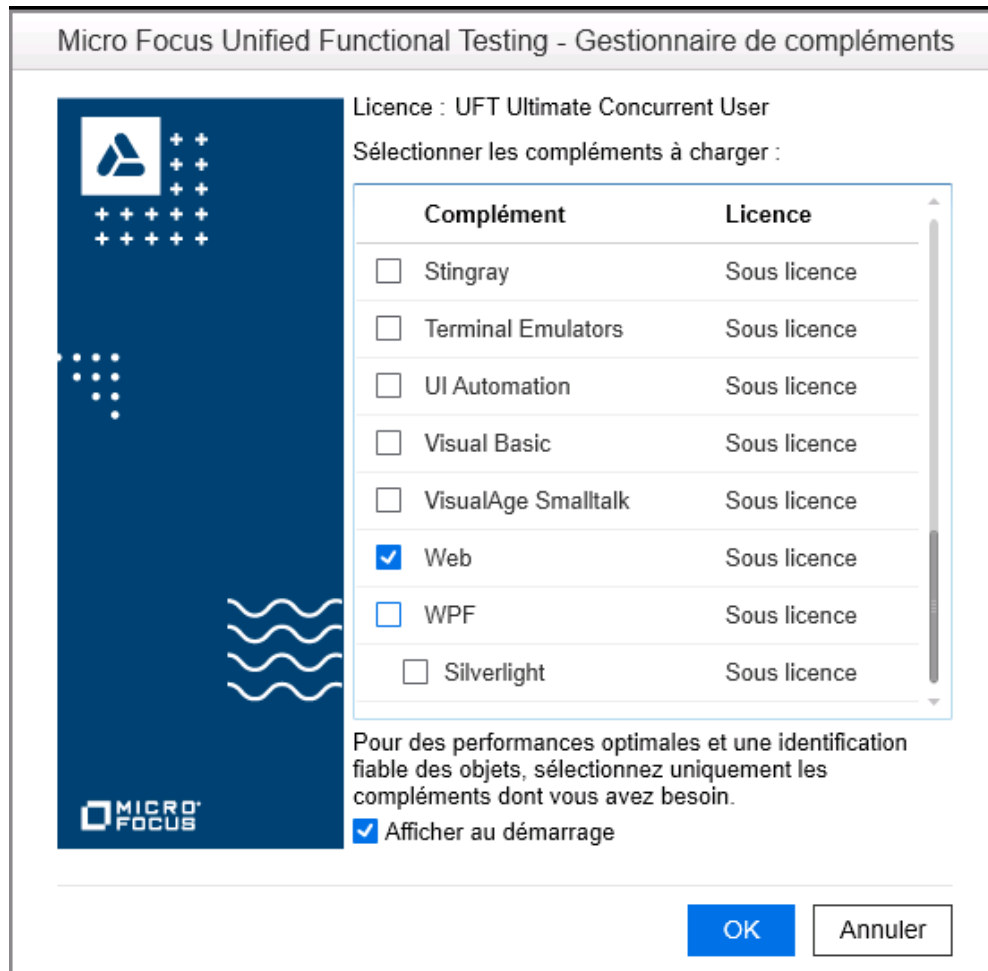 Micro Focus Unified Functional Testing - Gestionnaire de compléments
Licence : UFT Ultimate Concurrent User
Sélectionner les compléments à charger :
Complément Licence
Stingray Sous licence
Terminal Emulators Sous licence
UI Automation Sous licence
Visual Basic Sous licence
VisualAge Smalltalk Sous licence
Web Sous licence
WPF Sous licence
Silverlight Sous licence
Pour des performances optimales et une identification
fiable des objets, sélectionnez uniquement les
compléments dont vous avez besoin.
Afficher au démarrage
MICRO
FOCUS
OK Annuler